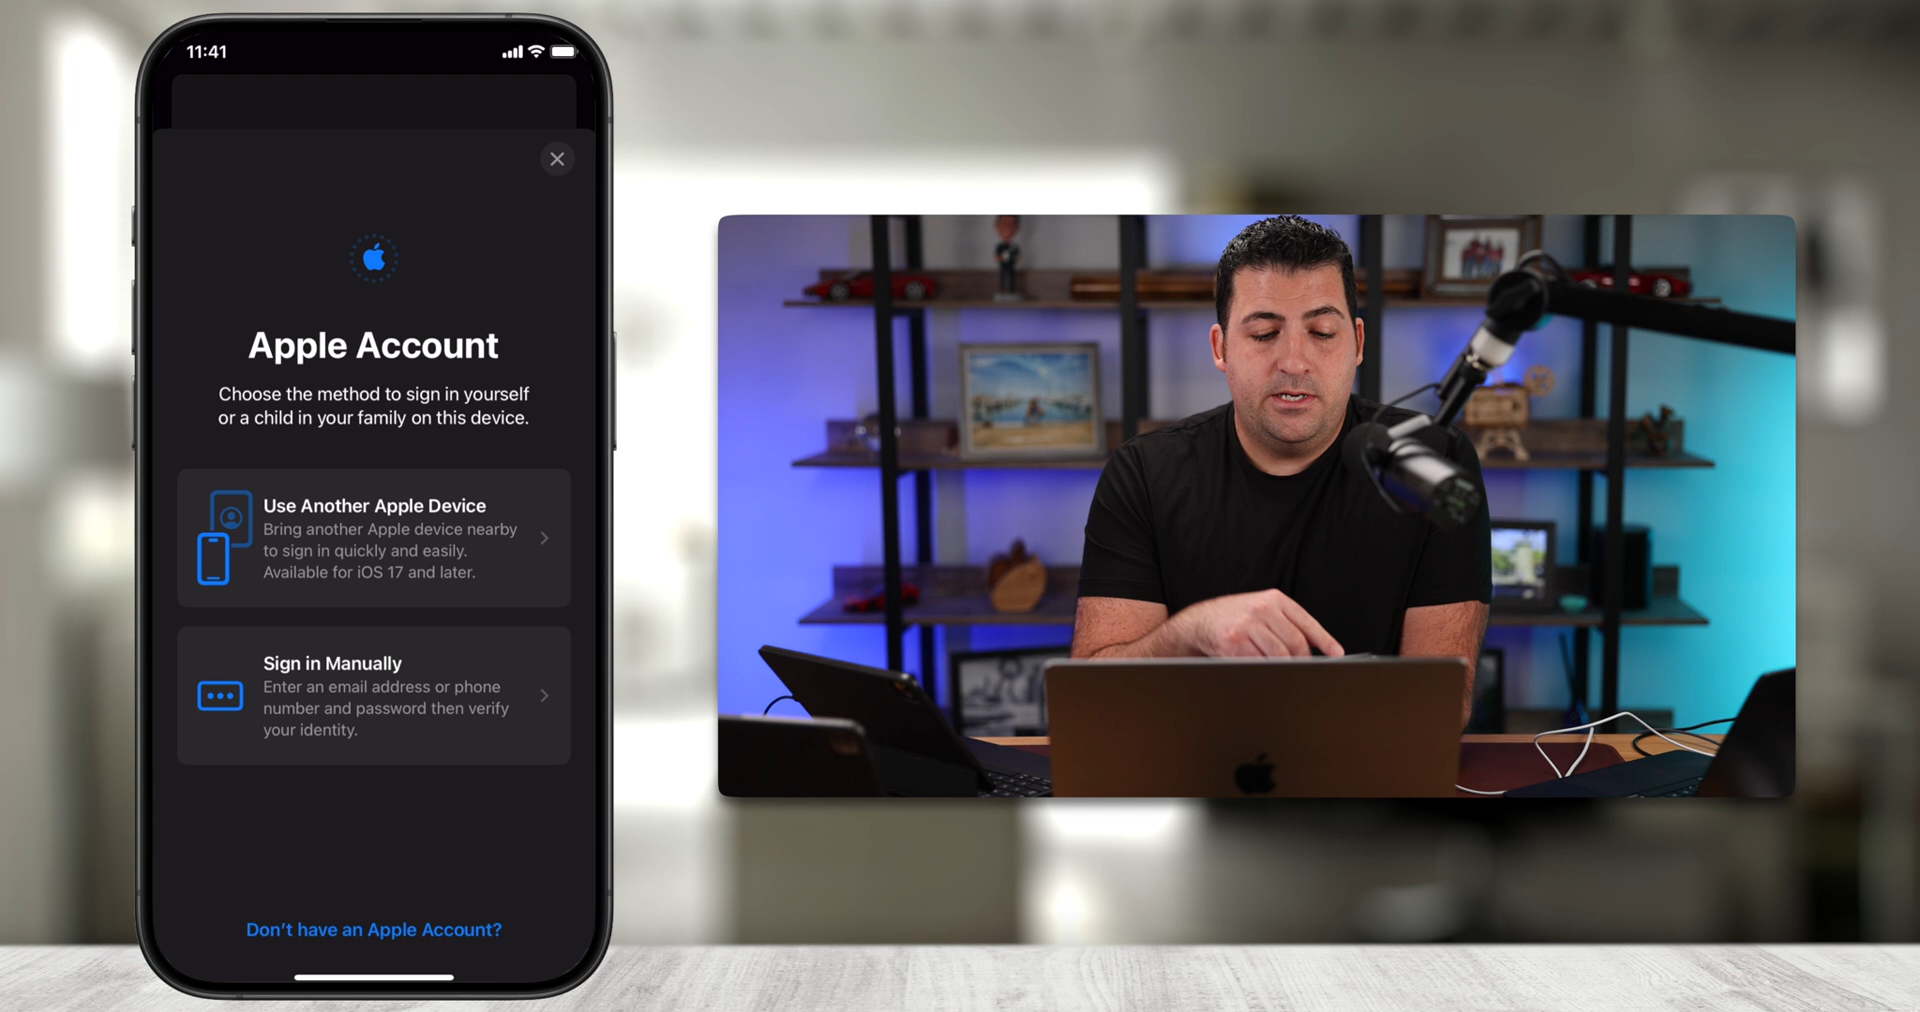 11:41
Apple Account
Choose the method to sign in yourself
or a child in your family on this device.
Use Another Apple Device
Bring another Apple device nearby
to sign in quickly and easily.
Available for iOS 17 and later.
Sign in Manually
Enter an email address or phone
number and password then verify
your identity.
Don’t have an Apple Account?